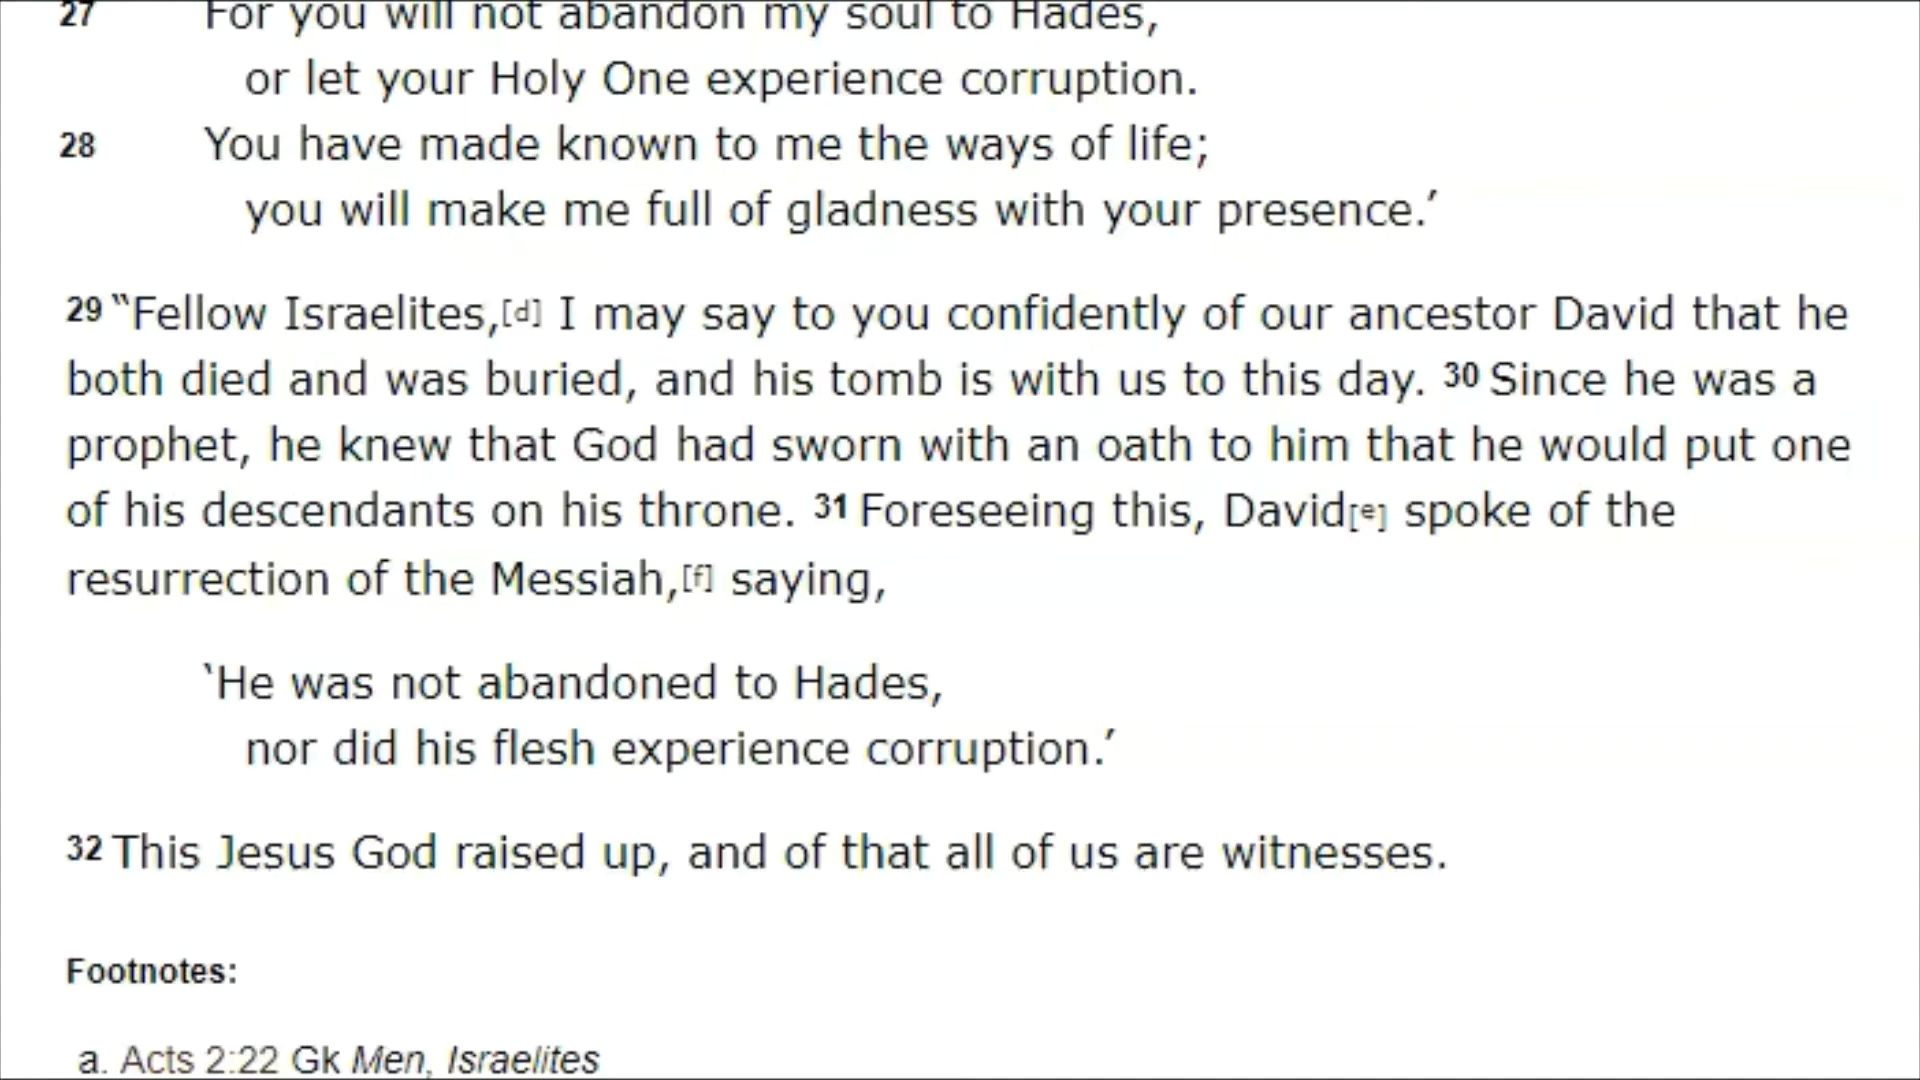 27 For you will not abandon my soul to Hades,
or let your Holy One experience corruption.
28 You have made known to me the ways of life;
you will make me full of gladness with your presence.’
29 “Fellow Israelites,[d] I may say to you confidently of our ancestor David that he
both died and was buried, and his tomb is with us to this day. 30 Since he was a
prophet, he knew that God had sworn with an oath to him that he would put one
of his descendants on his throne. 31 Foreseeing this, David[e] spoke of the
resurrection of the Messiah,[f] saying,
‘He was not abandoned to Hades,
nor did his flesh experience corruption.’
32 This Jesus God raised up, and of that all of us are witnesses.
Footnotes:
a. Acts 2:22 Gk Men, Israelites